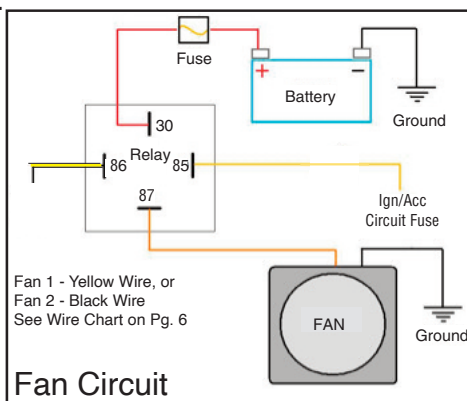 Fuse
+
–
Battery
Ground
30
Relay
86
85
87
Ign/Acc
Circuit Fuse
Fan 1 - Yellow Wire, or
Fan 2 - Black Wire
See Wire Chart on Pg. 6
FAN
Ground
Fan Circuit